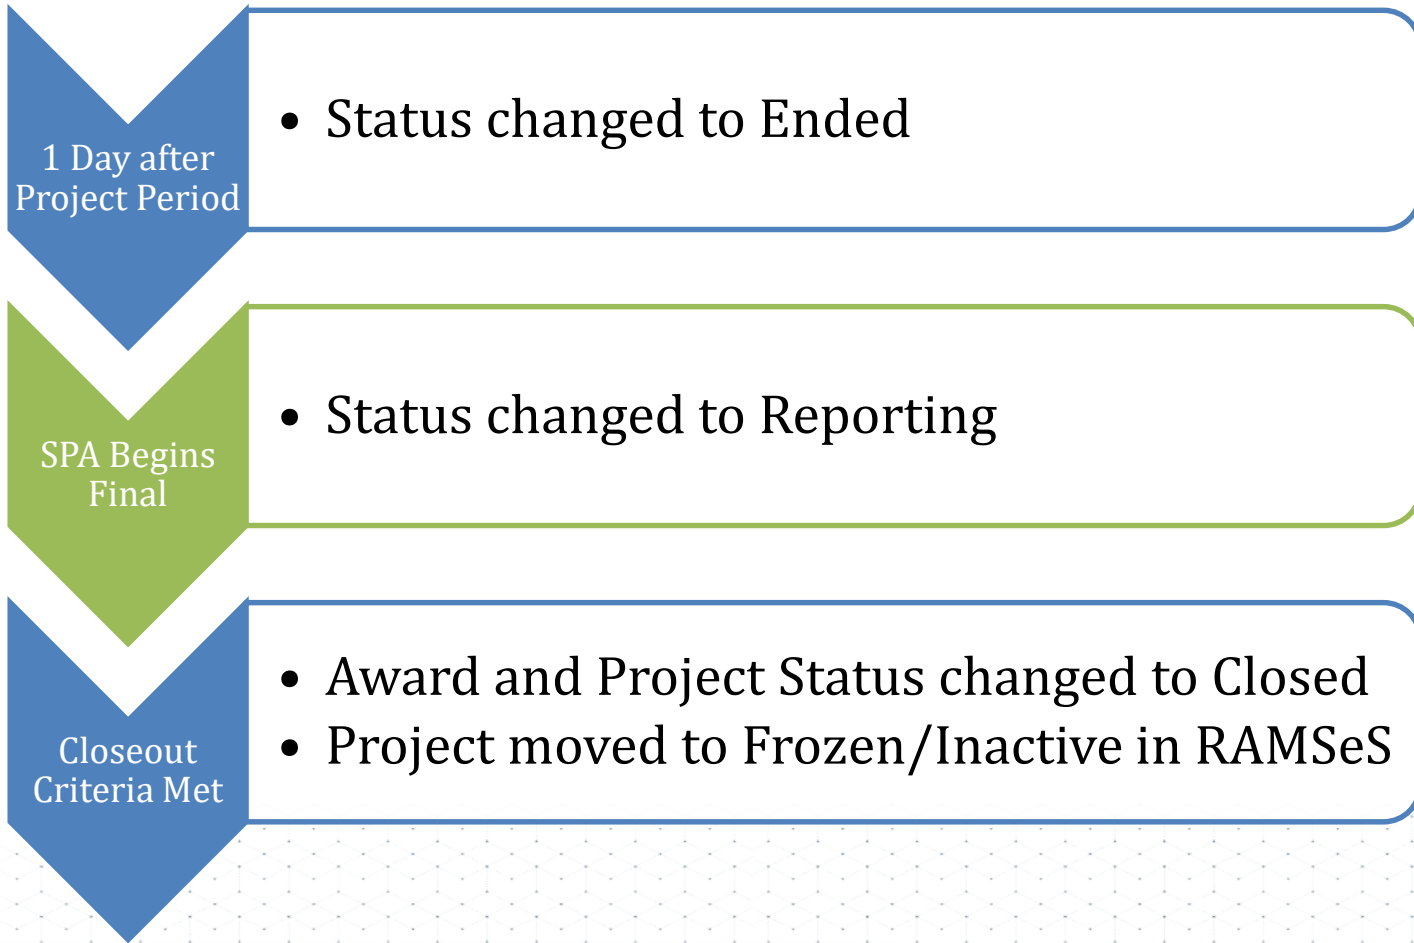 1 Day after
Project Period
• Status changed to Ended
SPA Begins
Final
• Status changed to Reporting
Closeout
Criteria Met
• Award and Project Status changed to Closed
• Project moved to Frozen/Inactive in RAMSeS